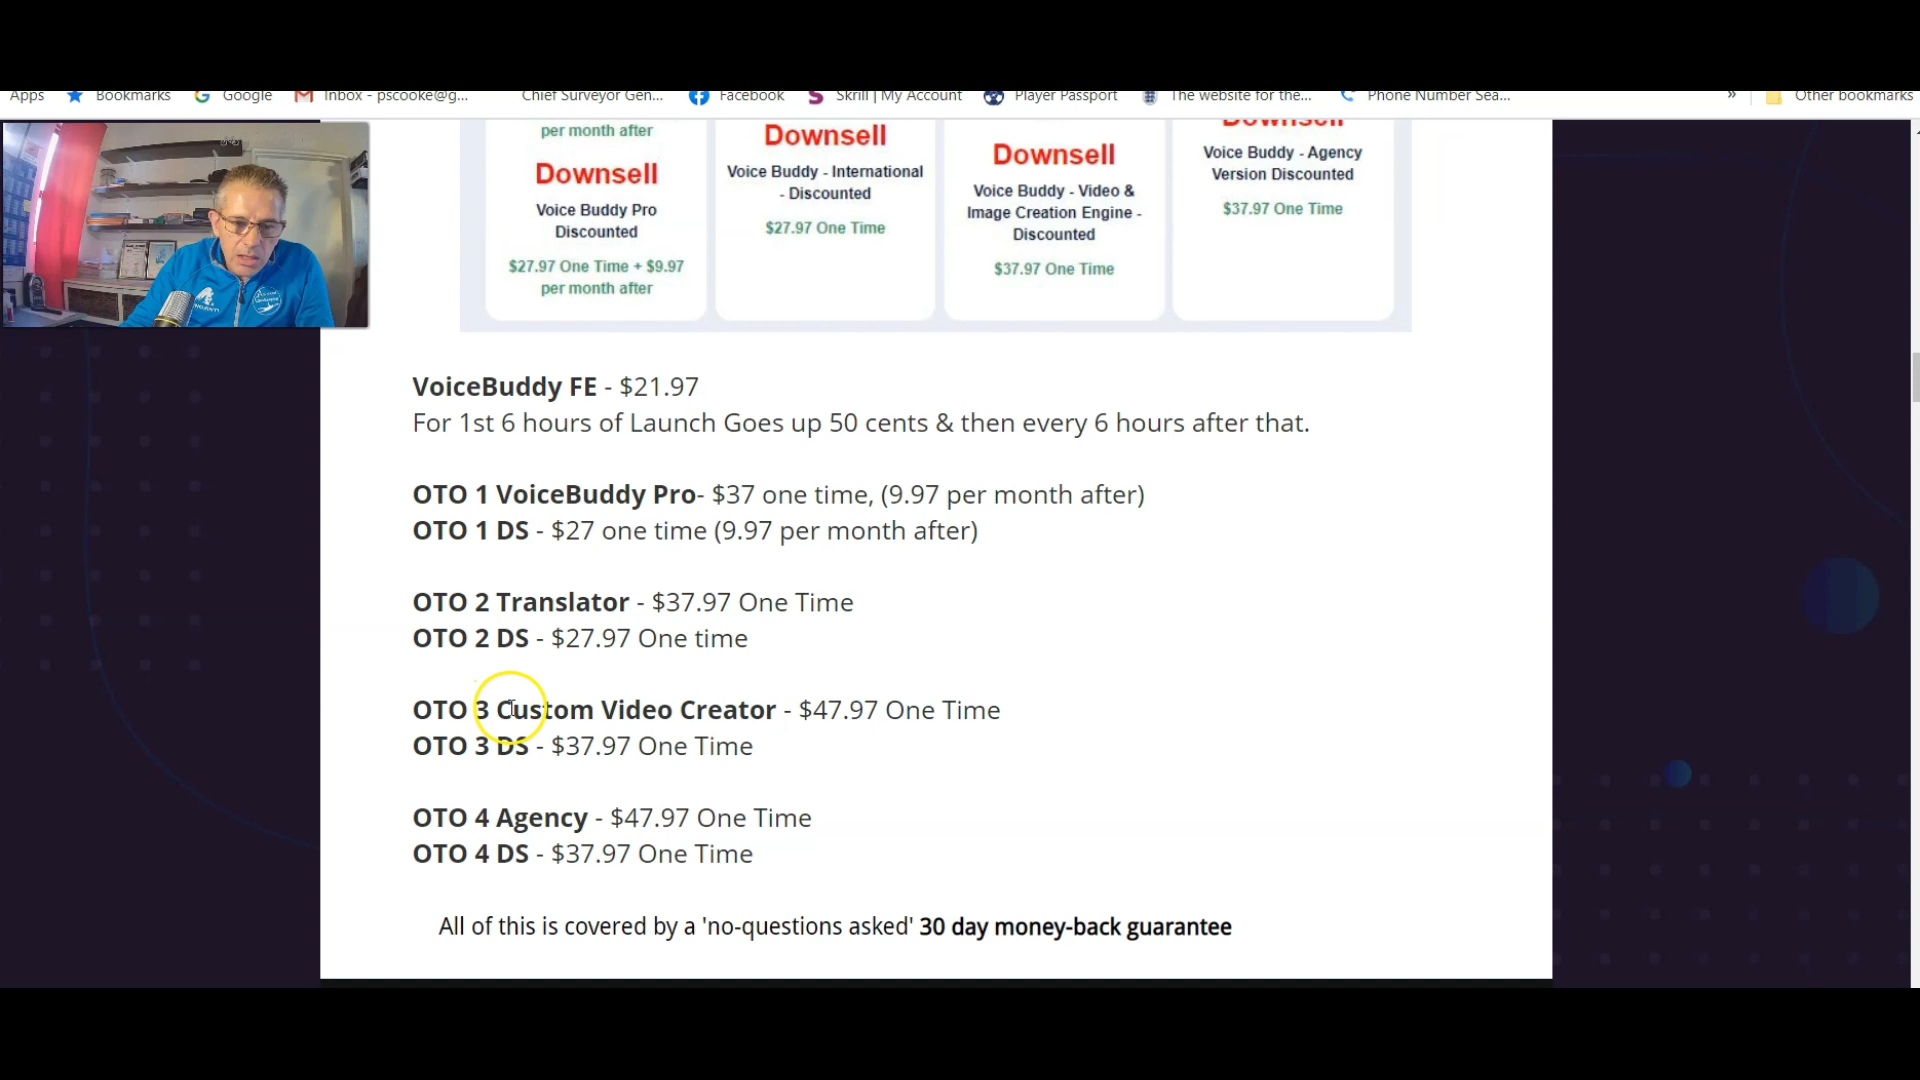 Apps Bookmarks Google Inbox - pscooke@g... Chief Surveyor Gen... Facebook Skrill | My Account Player Passport The website for the... Phone Number Sea... » Other bookmarks
per month after
Downsell
Voice Buddy Pro
Discounted
$27.97 One Time + $9.97
per month after
Downsell
Voice Buddy - International
- Discounted
$27.97 One Time
Downsell
Voice Buddy - Video &
Image Creation Engine -
Discounted
$37.97 One Time
Downsell
Voice Buddy - Agency
Version Discounted
$37.97 One Time
VoiceBuddy FE - $21.97
For 1st 6 hours of Launch Goes up 50 cents & then every 6 hours after that.
OTO 1 VoiceBuddy Pro- $37 one time, (9.97 per month after)
OTO 1 DS - $27 one time (9.97 per month after)
OTO 2 Translator - $37.97 One Time
OTO 2 DS - $27.97 One time
OTO 3 Custom Video Creator - $47.97 One Time
OTO 3 DS - $37.97 One Time
OTO 4 Agency - $47.97 One Time
OTO 4 DS - $37.97 One Time
All of this is covered by a 'no-questions asked' 30 day money-back guarantee